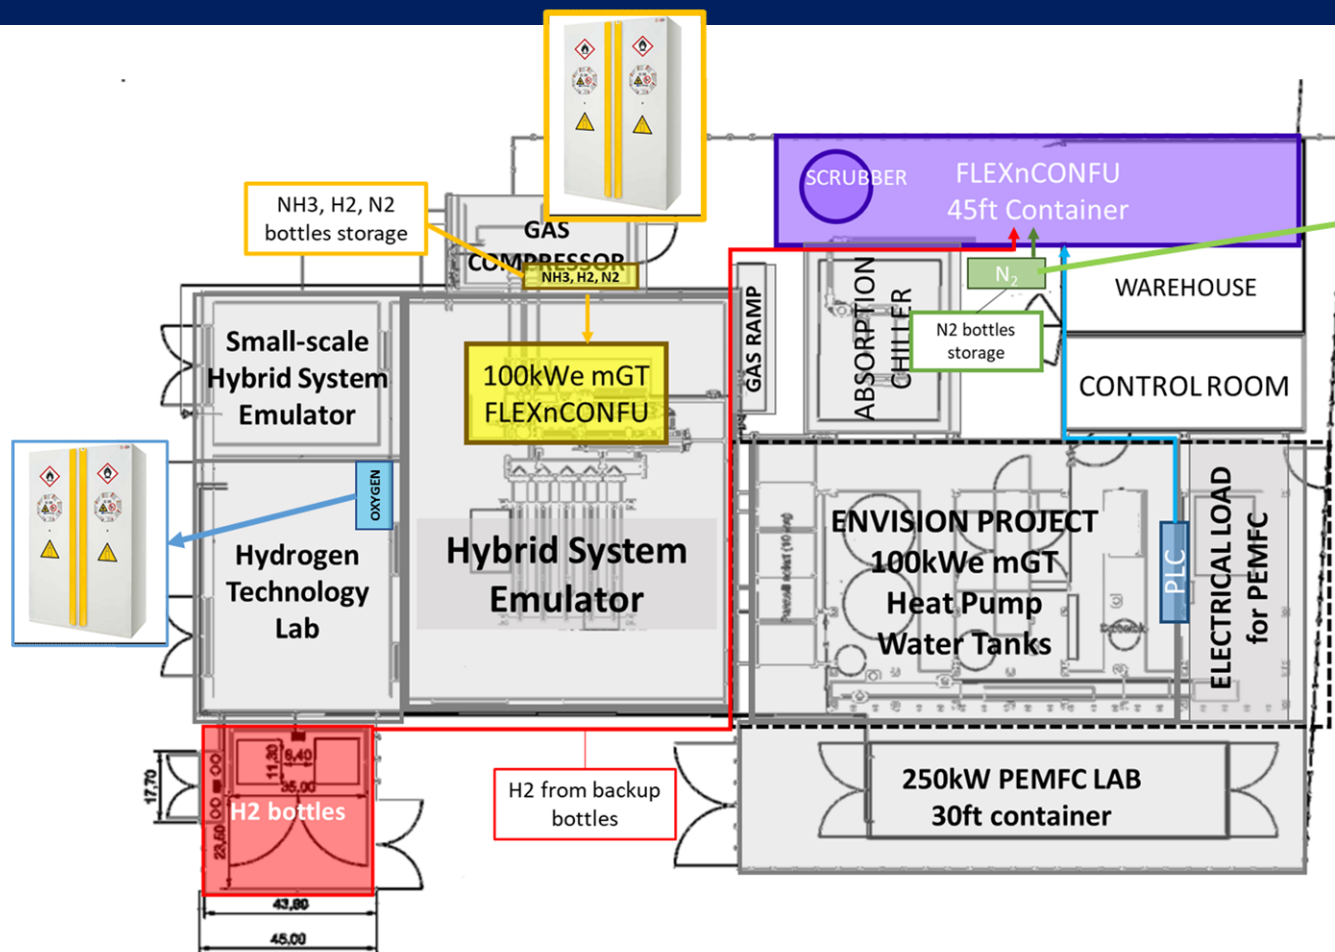 NH3, H2, N2
bottles storage
GAS
COMPRESSOR
NH3, H2, N2
SCRUBBER
FLEXnCONFU
45ft Container
N2
N2 bottles
storage
WAREHOUSE
CONTROL ROOM
ABSORPTION
CHILLER
GAS RAMP
Small-scale
Hybrid System
Emulator
100kWe mGT
FLEXnCONFU
OXYGEN
Hydrogen
Technology
Lab
Hybrid System
Emulator
ENVISION PROJECT
100kWe mGT
Heat Pump
Water Tanks
PLC
ELECTRICAL LOAD
for PEMFC
H2 from backup
bottles
250kW PEMFC LAB
30ft container
H2 bottles
11,30
6,40
35,00
17,70
23,60
43,80
45,00